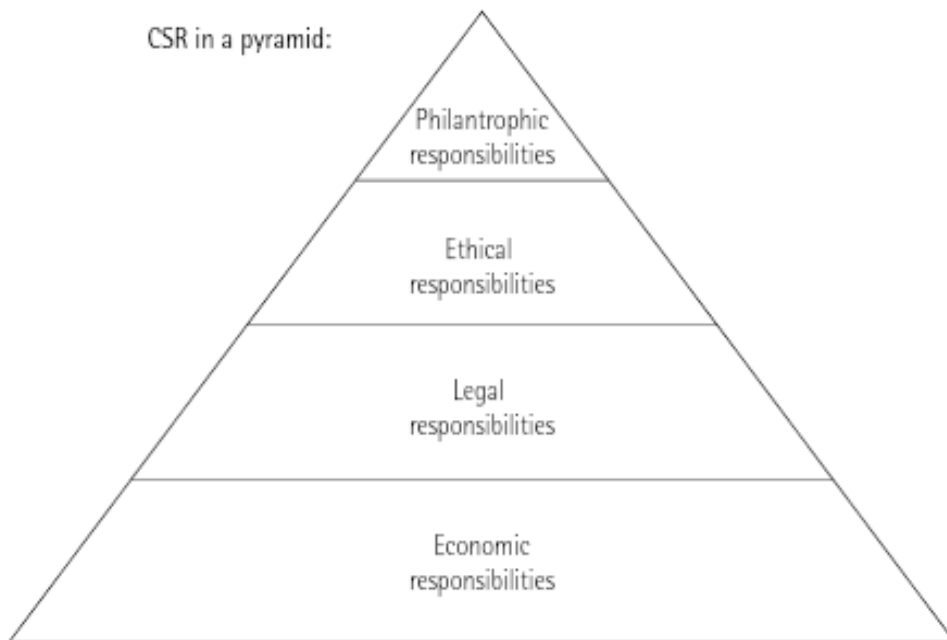 CSR in a pyramid:
Philantrophic
responsibilities
Ethical
responsibilities
Legal
responsibilities
Economic
responsibilities